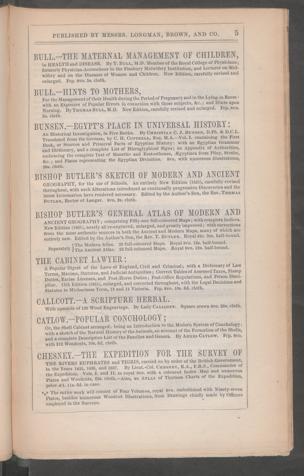 PUBLISHED BY MESSRS. LONGMAN, BROWN, AND CO. 5
BULL.—THE MATERNAL MANAGEMENT OF CHILDREN,
in HEALTH and DISEASE. By T. BULL, M.D. Member of the Royal College of Physicians;
formerly Physician-Accoucheur to the Finsbury Midwifery Institution, and Lecturer on Mid-
wifery and on the Diseases of Women and Children. New Edition, carefully revised and
enlarged. Fcp. 8vo. 5s. cloth.
BULL.—HINTS TO MOTHERS,
For the Management of their Health during the Period of Pregnancy and in the Lying-in Room:
with an Exposure of Popular Errors in connexion with those subjects, &c.; and Hints upon
Nursing. By THOMAS BULL, M.D. New Edition, carefully revised and enlarged. Fcp. 8vo.
5s. cloth.
BUNSEN.—EGYPT'S PLACE IN UNIVERSAL HISTORY:
An Historical Investigation, in Five Books. By CHRISTIAN C. J. BUNSEN, D.Ph. & D.C.L.
Translated from the German, by C. H. COTTRELL, Esq. M.A.—Vol. I. containing the First
Book, or Sources and Primeval Facts of Egyptian History: with an Egyptian Grammar
and Dictionary, and a complete List of Hieroglyphical Signs; an Appendix of Authorities,
embracing the complete Text of Manetho and Eratosthenes, Ægyptiaca from Pliny, Strabo,
&c.; and Plates representing the Egyptian Divinities. 8vo. with numerous Illustrations,
28s. cloth.
BISHOP BUTLER'S SKETCH OF MODERN AND ANCIENT
GEOGRAPHY, for the use of Schools. An entirely New Edition carefully revised
throughout, with such Alterations introduced as continually progressive Discoveries and the
latest Information have rendered necessary. Edited by the Author's Son, the Rev. THOMAS
BUTLER, Rector of Langar. 8vo. 9s. cloth.
BISHOP BUTLER'S GENERAL ATLAS OF MODERN AND
ANCIENT GEOGRAPHY; comprising Fifty-one full-coloured Maps; with complete Indices.
New Edition nearly all re-engraved, enlarged, and greatly improved; with corrections
from the most authentic sources in both the Ancient and Modern Maps, many of which are
entirely new. Edited by the Author's Son, the Rev. T. BUTLER. Royal 4to. half-bound.
Separately The Modern Atlas. 28 full-coloured Maps. Royal 8vo. 12s. half-bound.
The Ancient Atlas. 23 full-coloured Maps. Royal 8vo. 12s. half-bound.
THE CABINET LAWYER:
A Popular Digest of the Laws of England, Civil and Criminal; with a Dictionary of Law
Terms, Maxims, Statutes, and Judicial Antiquities; Correct Tables of Assessed Taxes, Stamp
Duties, Excise Licenses, and Post-Horse Duties; Post-Office Regulations, and Prison Disci-
pline. Edition enlarged, and corrected throughout, with the Legal Decisions and
Statutes to Michaelmas Term, Victoria. Fcp. 8vo. 10s. 6d. cloth.
CALLCOTT.—A SCRIPTURE HERBAL.
With upwards of 120 Wood Engravings. By Lady CALLCOTT. Square crown 8vo. 25s. cloth.
CATLOW.—POPULAR CONCHOLOGY;
Or, the Shell Cabinet arranged: being an Introduction to the Modern System of Conchology:
with a sketch of the Natural History of the Animals, an account of the Formation of the Shells,
and a complete Descriptive List of the Families and Genera. By AGNES CATLOW. Fcp. 8vo.
with 312 Woodcuts, 10s. 6d. cloth.
CHESNEY.—THE EXPEDITION FOR THE SURVEY OF
THE RIVERS EUPHRATES and TIGRIS, carried on by order of the British Government,
in the Years 1835, 1836, and 1837. By Lieut.-Col. CHESNEY, R.A., F.R.S., Commander of
the Expedition. Vols. I. and II. in royal 8vo. with a coloured Index Map and numerous
Plates and Woodcuts, cloth.—Also, an ATLAS of Thirteen Charts of the Expedition,
price £1. 11s. 6d. in case.
*⁎* The entire work will consist of Four Volumes, royal 8vo. embellished with Ninety-seven
Plates, besides numerous Woodcut Illustrations, from Drawings chiefly made by Officers
employed in the Surveys.